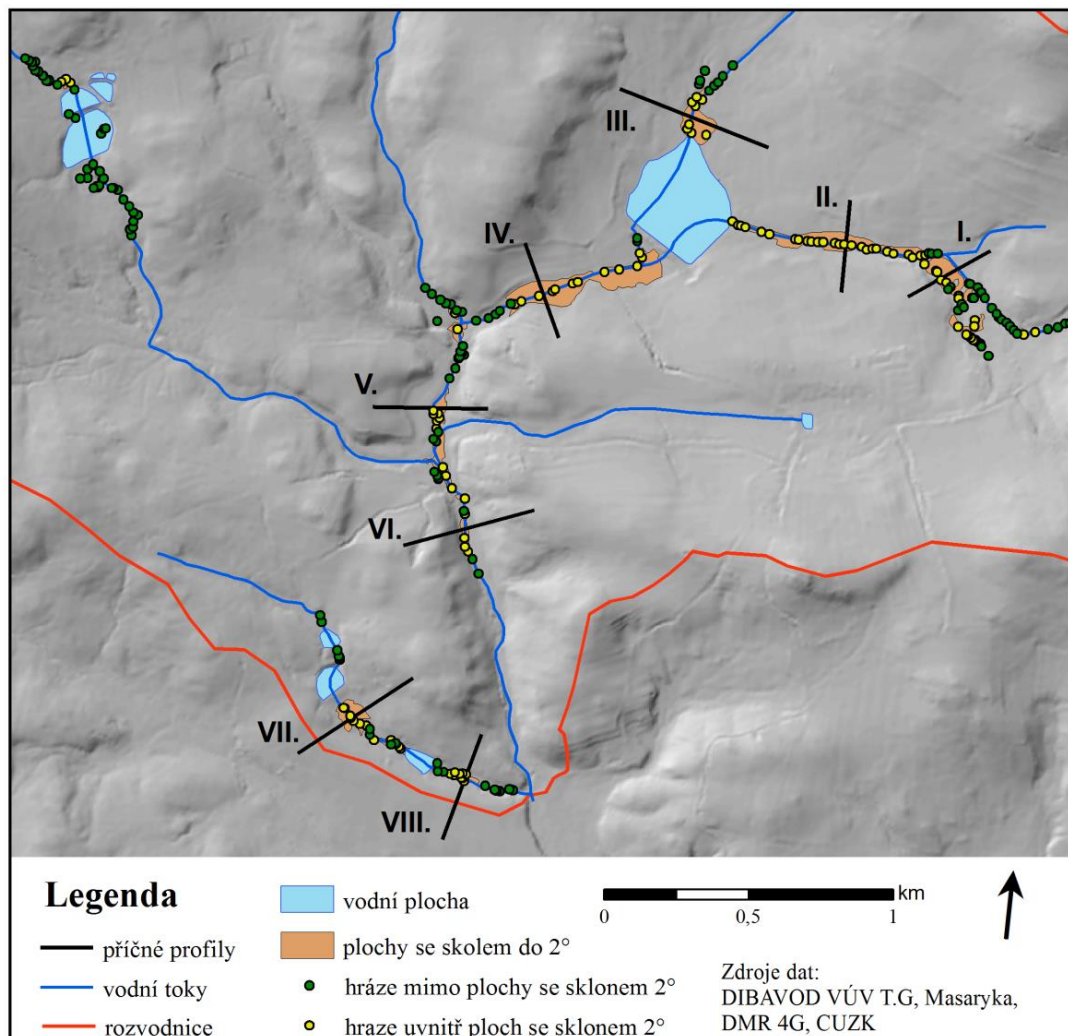 III.
II.
I.
IV.
V.
VI.
VII.
VIII.
Legenda
příčné profily
vodní toky
rozvodnice
vodní plocha
plochy se skolem do 2°
hráze mimo plochy se sklonem 2°
hraze uvnitř ploch se sklonem 2°
km
0 0,5 1
Zdroje dat:
DIBAVOD VÚV T.G, Masaryka,
DMR 4G, CUZK